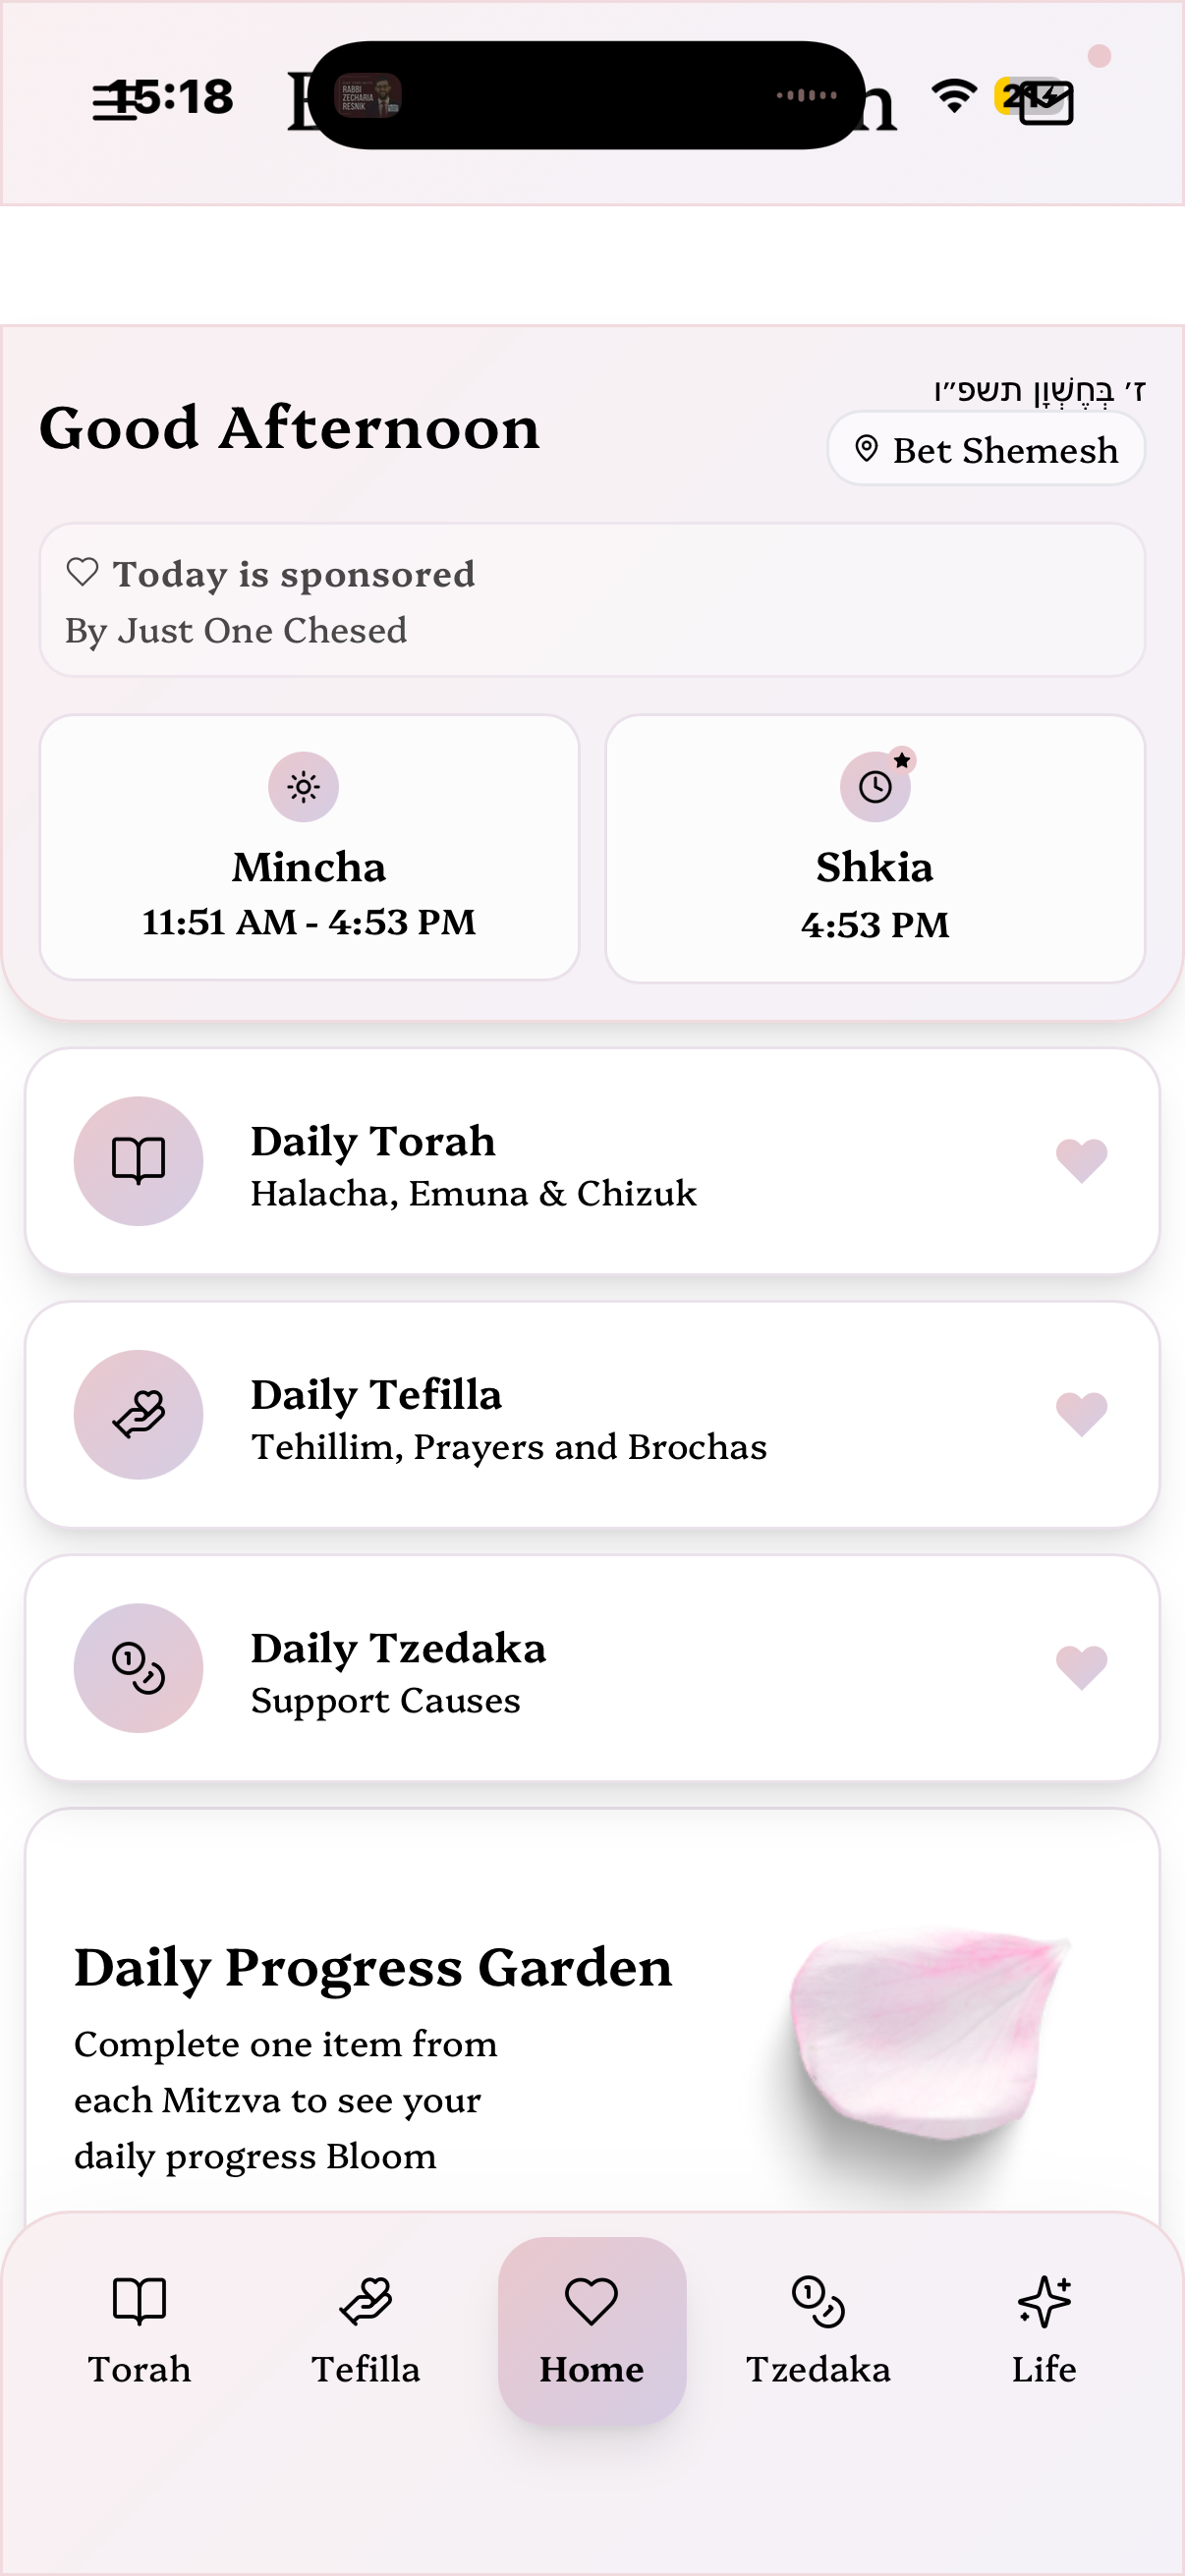 15:18
RABBI
ZECHARIA
RESNIK
Good Afternoon
ז׳ בְּחֶשְׁוָן תשפ״ו
Bet Shemesh
Today is sponsored
By Just One Chesed
Mincha
11:51 AM - 4:53 PM
Shkia
4:53 PM
Daily Torah
Halacha, Emuna & Chizuk
Daily Tefilla
Tehillim, Prayers and Brochas
Daily Tzedaka
Support Causes
Daily Progress Garden
Complete one item from
each Mitzva to see your
daily progress Bloom
Torah
Tefilla
Home
Tzedaka
Life